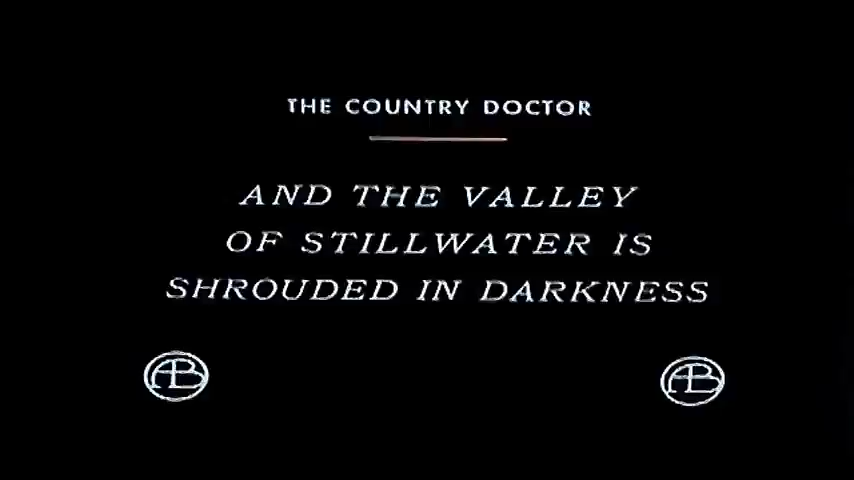 THE COUNTRY DOCTOR
AND THE VALLEY
OF STILLWATER IS
SHROUDED IN DARKNESS
AB AB